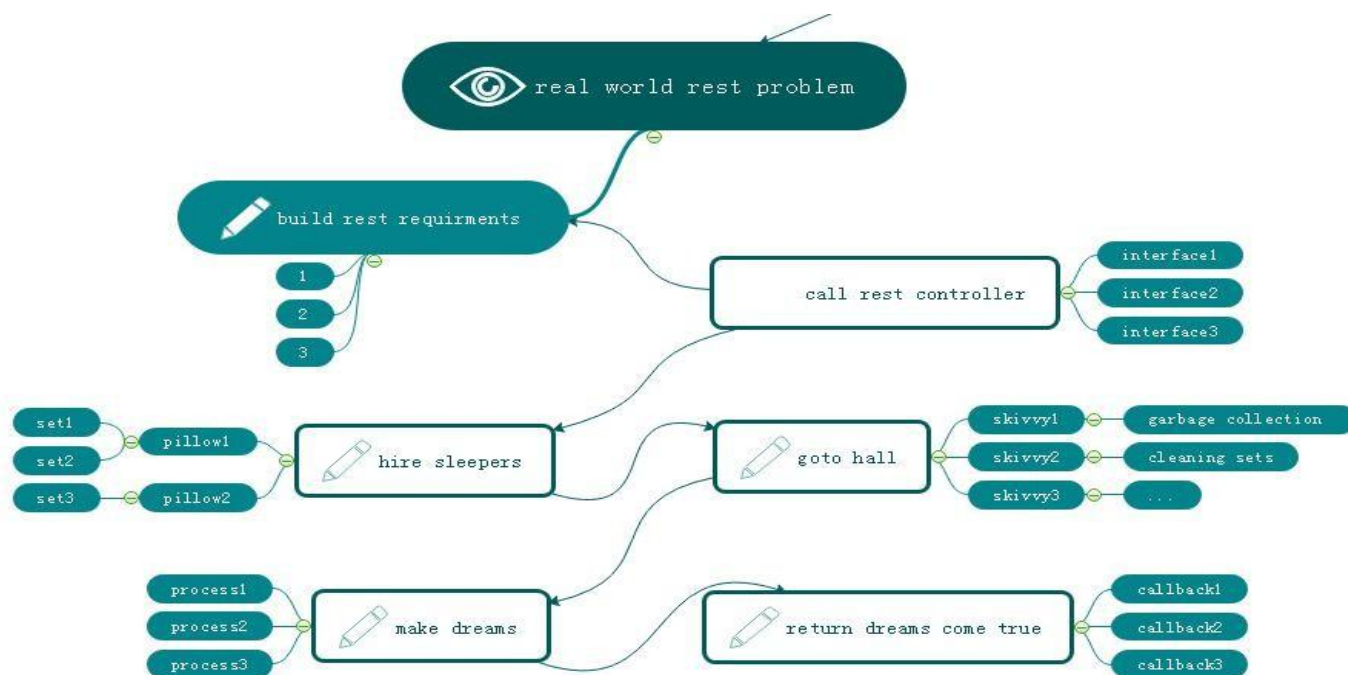 real world rest problem
build rest requirments
1
2
3
call rest controller
interface1
interface2
interface3
set1
set2
set3
pillow1
pillow2
hire sleepers
goto hall
skivvy1
garbage collection
skivvy2
cleaning sets
skivvy3
...
process1
process2
process3
make dreams
return dreams come true
callback1
callback2
callback3